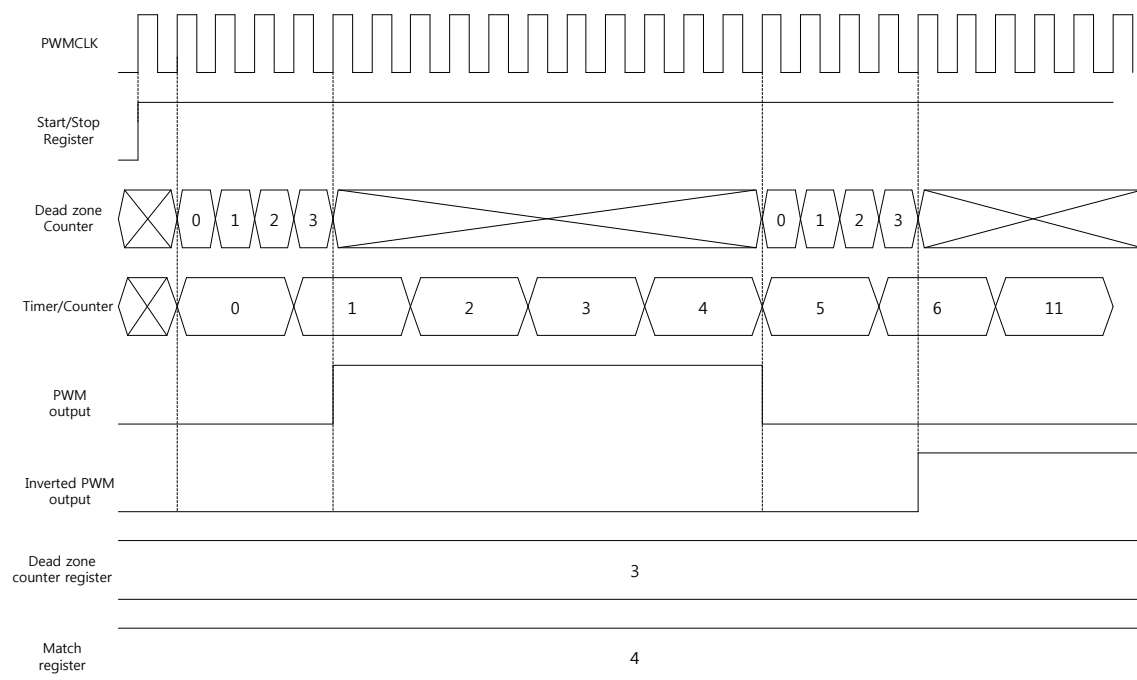 PWMCLK
Start/Stop
Register
Dead zone
Counter
0 1 2 3 0 1 2 3
Timer/Counter
0 1 2 3 4 5 6 11
PWM
output
Inverted PWM
output
Dead zone
counter register
3
Match
register
4